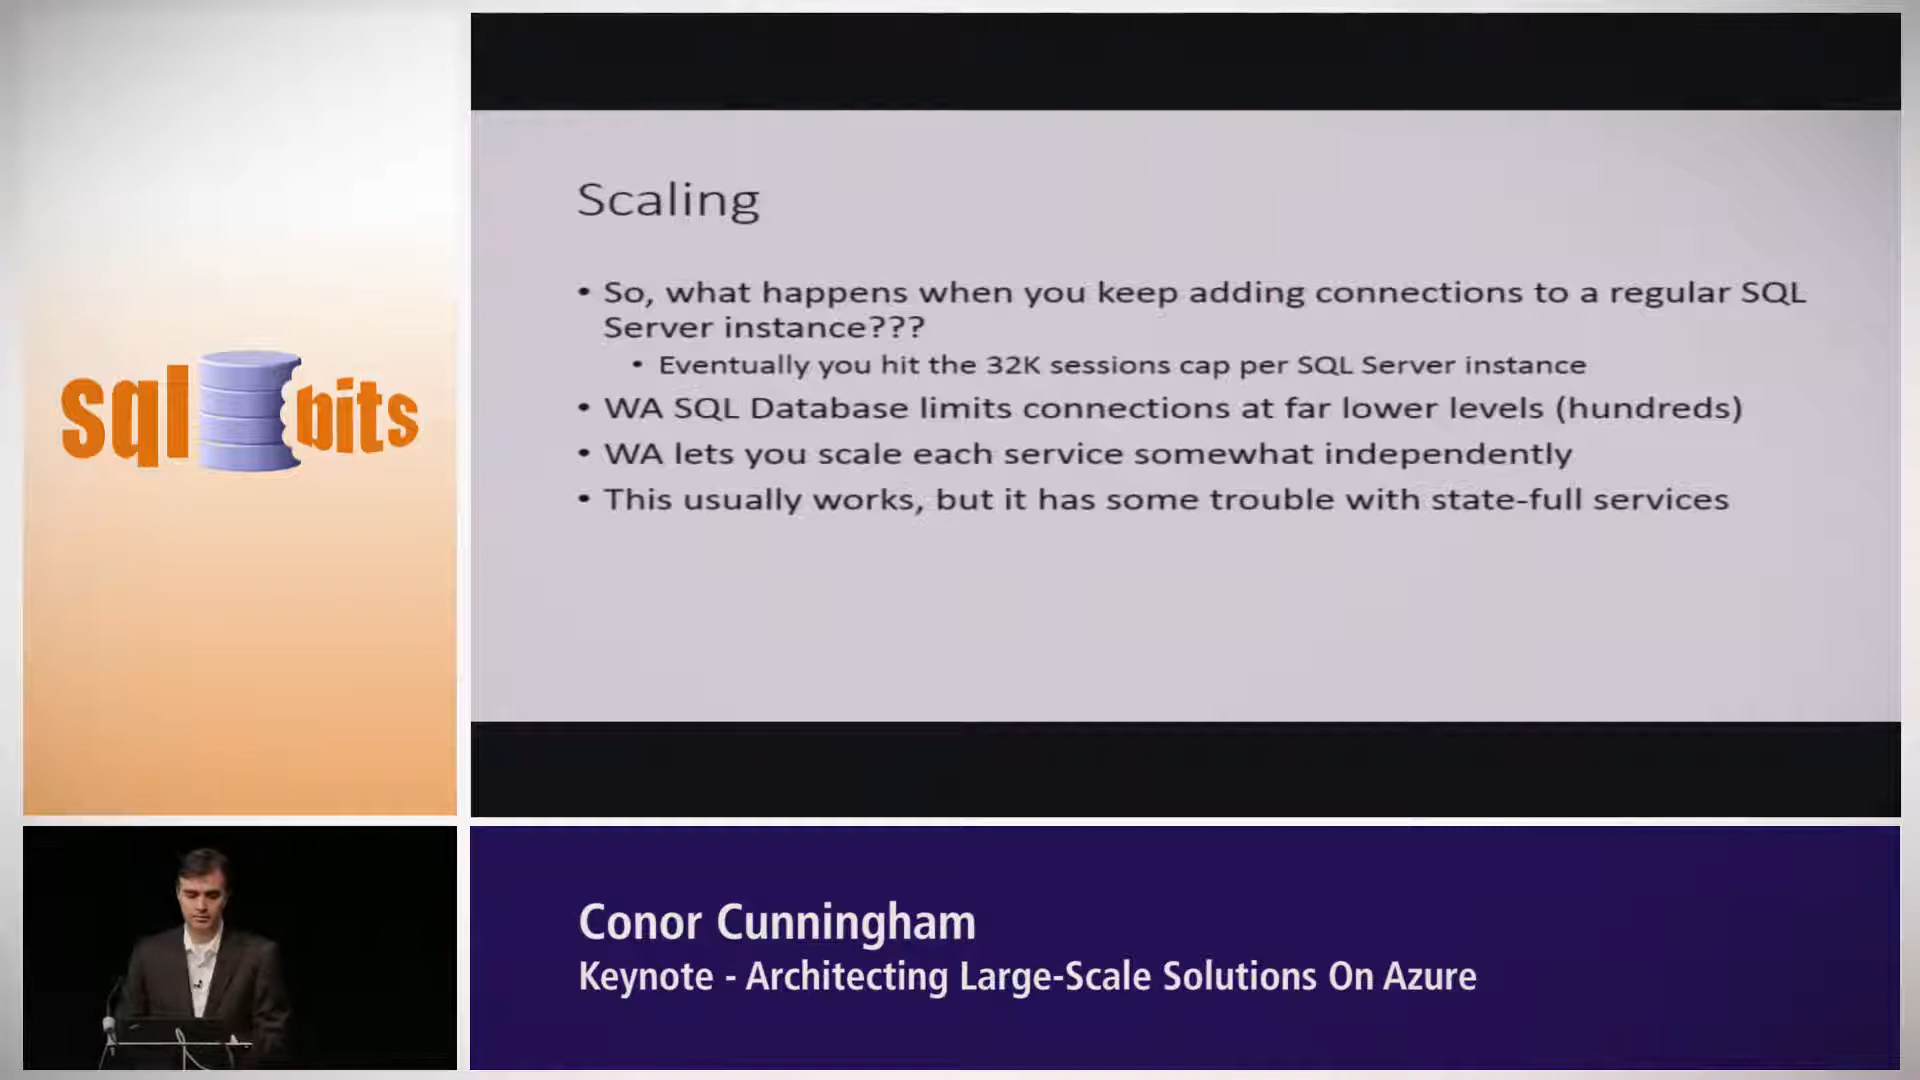 sql bits
Scaling
• So, what happens when you keep adding connections to a regular SQL
Server instance???
• Eventually you hit the 32K sessions cap per SQL Server instance
• WA SQL Database limits connections at far lower levels (hundreds)
• WA lets you scale each service somewhat independently
• This usually works, but it has some trouble with state-full services
Conor Cunningham
Keynote - Architecting Large-Scale Solutions On Azure